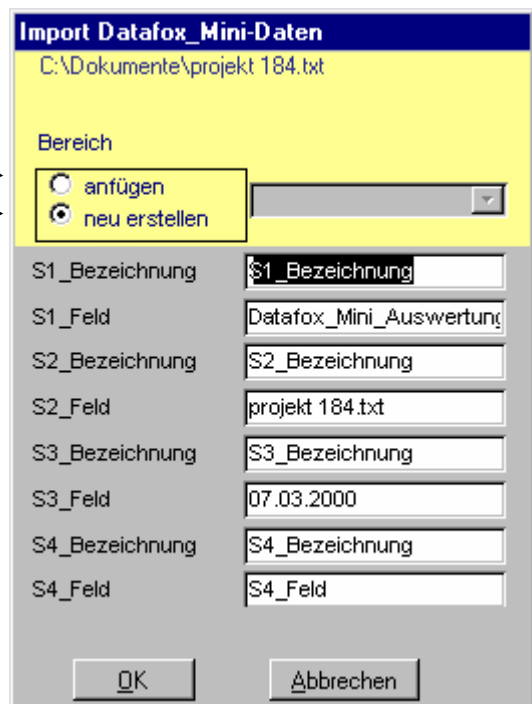 Import Datafox_Mini-Daten
C:\Dokumente\projekt 184.txt
Bereich
anfügen
neu erstellen
S1_Bezeichnung S1_Bezeichnung
S1_Feld Datafox_Mini_Auswertung
S2_Bezeichnung S2_Bezeichnung
S2_Feld projekt 184.txt
S3_Bezeichnung S3_Bezeichnung
S3_Feld 07.03.2000
S4_Bezeichnung S4_Bezeichnung
S4_Feld S4_Feld
OK Abbrechen